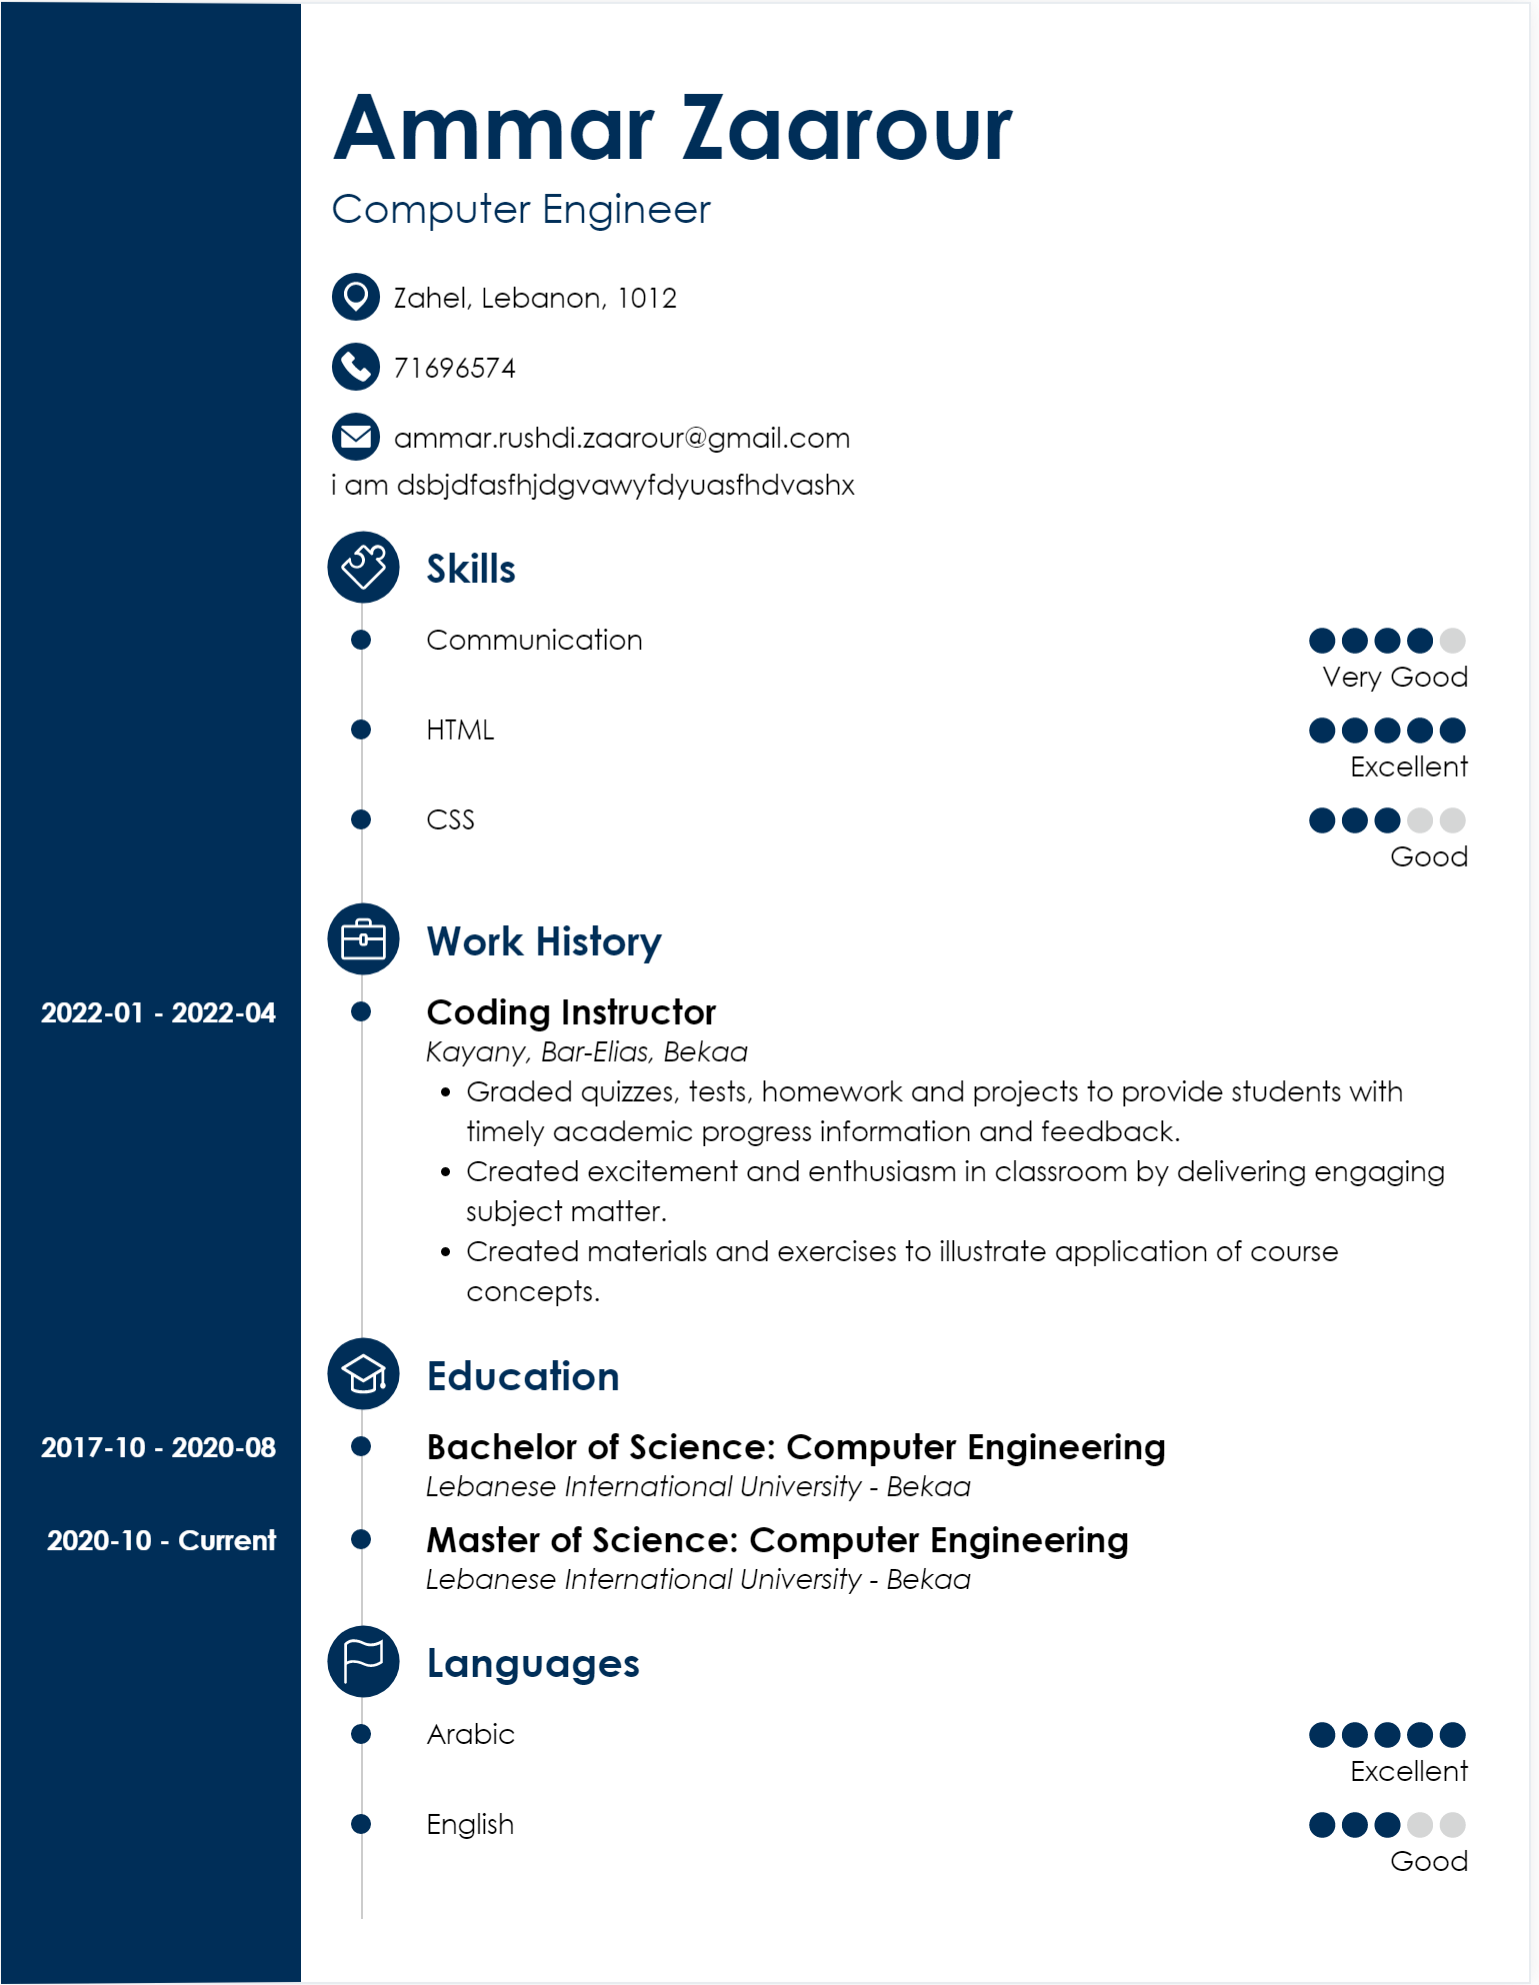 Ammar Zaarour
Computer Engineer
Zahel, Lebanon, 1012
71696574
ammar.rushdi.zaarour@gmail.com
i am dsbjdfasfhjdgvawyfdyuasfhdvashx
Skills
Communication
Very Good
HTML
Excellent
CSS
Good
Work History
2022-01 - 2022-04
Coding Instructor
Kayany, Bar-Elias, Bekaa
• Graded quizzes, tests, homework and projects to provide students with
timely academic progress information and feedback.
• Created excitement and enthusiasm in classroom by delivering engaging
subject matter.
• Created materials and exercises to illustrate application of course
concepts.
Education
2017-10 - 2020-08
Bachelor of Science: Computer Engineering
Lebanese International University - Bekaa
2020-10 - Current
Master of Science: Computer Engineering
Lebanese International University - Bekaa
Languages
Arabic
Excellent
English
Good